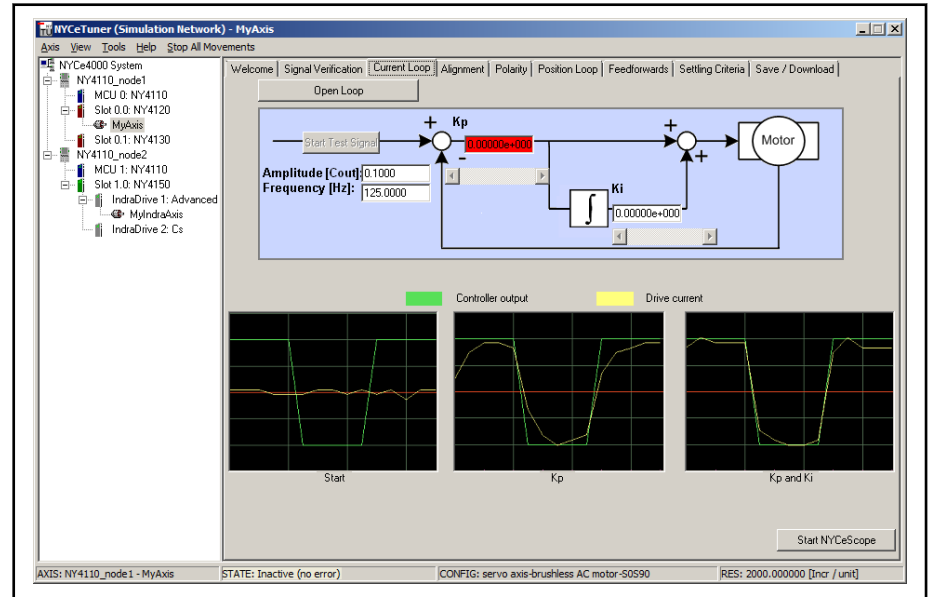 NYCeTuner (Simulation Network) - MyAxis
Axis View Tools Help Stop All Movements
NYCe4000 System
NY4110_node1
MCU 0: NY4110
Slot 0.0: NY4120
MyAxis
Slot 0.1: NY4130
NY4110_node2
MCU 1: NY4110
Slot 1.0: NY4150
IndraDrive 1: Advanced
MyIndraAxis
IndraDrive 2: Cs
Welcome Signal Verification Current Loop Alignment Polarity Position Loop Feedforwards Settling Criteria Save / Download
Open Loop
Start Test Signal
+ Kp + Motor
0.00000e+000
- +
Amplitude [Cout]: 0.1000
Frequency [Hz]: 125.0000
Ki
∫ 0.00000e+000
Controller output Drive current
Start Kp Kp and Ki
Start NYCeScope
AXIS: NY4110_node1 - MyAxis STATE: Inactive (no error) CONFIG: servo axis-brushless AC motor-S0S90 RES: 2000.000000 [Incr / unit]